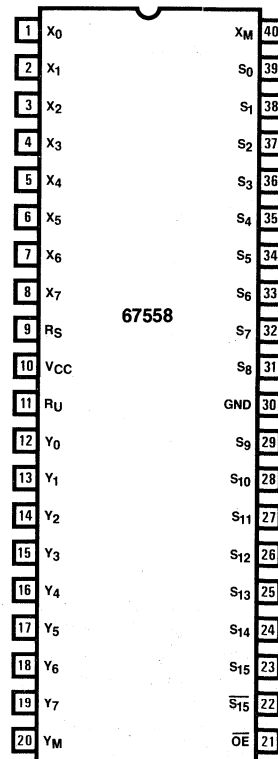 1 X0 XM 40
2 X1 S0 39
3 X2 S1 38
4 X3 S2 37
5 X4 S3 36
6 X5 S4 35
7 X6 S5 34
8 X7 S6 33
67558
9 RS S7 32
10 VCC S8 31
11 RU GND 30
12 Y0 S9 29
13 Y1 S10 28
14 Y2 S11 27
15 Y3 S12 26
16 Y4 S13 25
17 Y5 S14 24
18 Y6 S15 23
19 Y7 S̅1̅5̅ 22
20 YM O̅E̅ 21